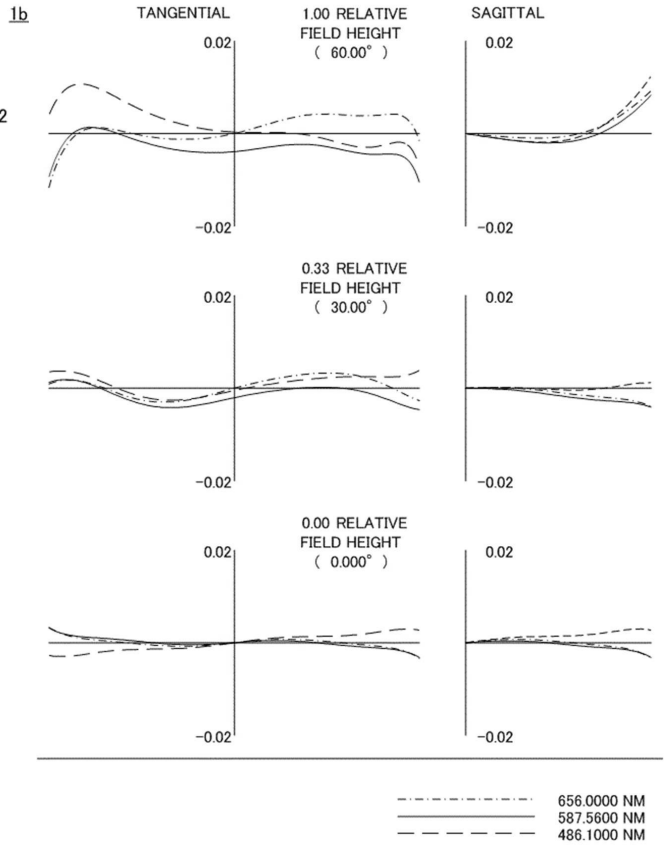 1b
TANGENTIAL
1.00 RELATIVE
FIELD HEIGHT
( 60.00° )
SAGITTAL
0.02
0.02
2
-0.02
-0.02
0.33 RELATIVE
FIELD HEIGHT
( 30.00° )
0.02
0.02
-0.02
-0.02
0.00 RELATIVE
FIELD HEIGHT
( 0.000° )
0.02
0.02
-0.02
-0.02
656.0000 NM
587.5600 NM
486.1000 NM